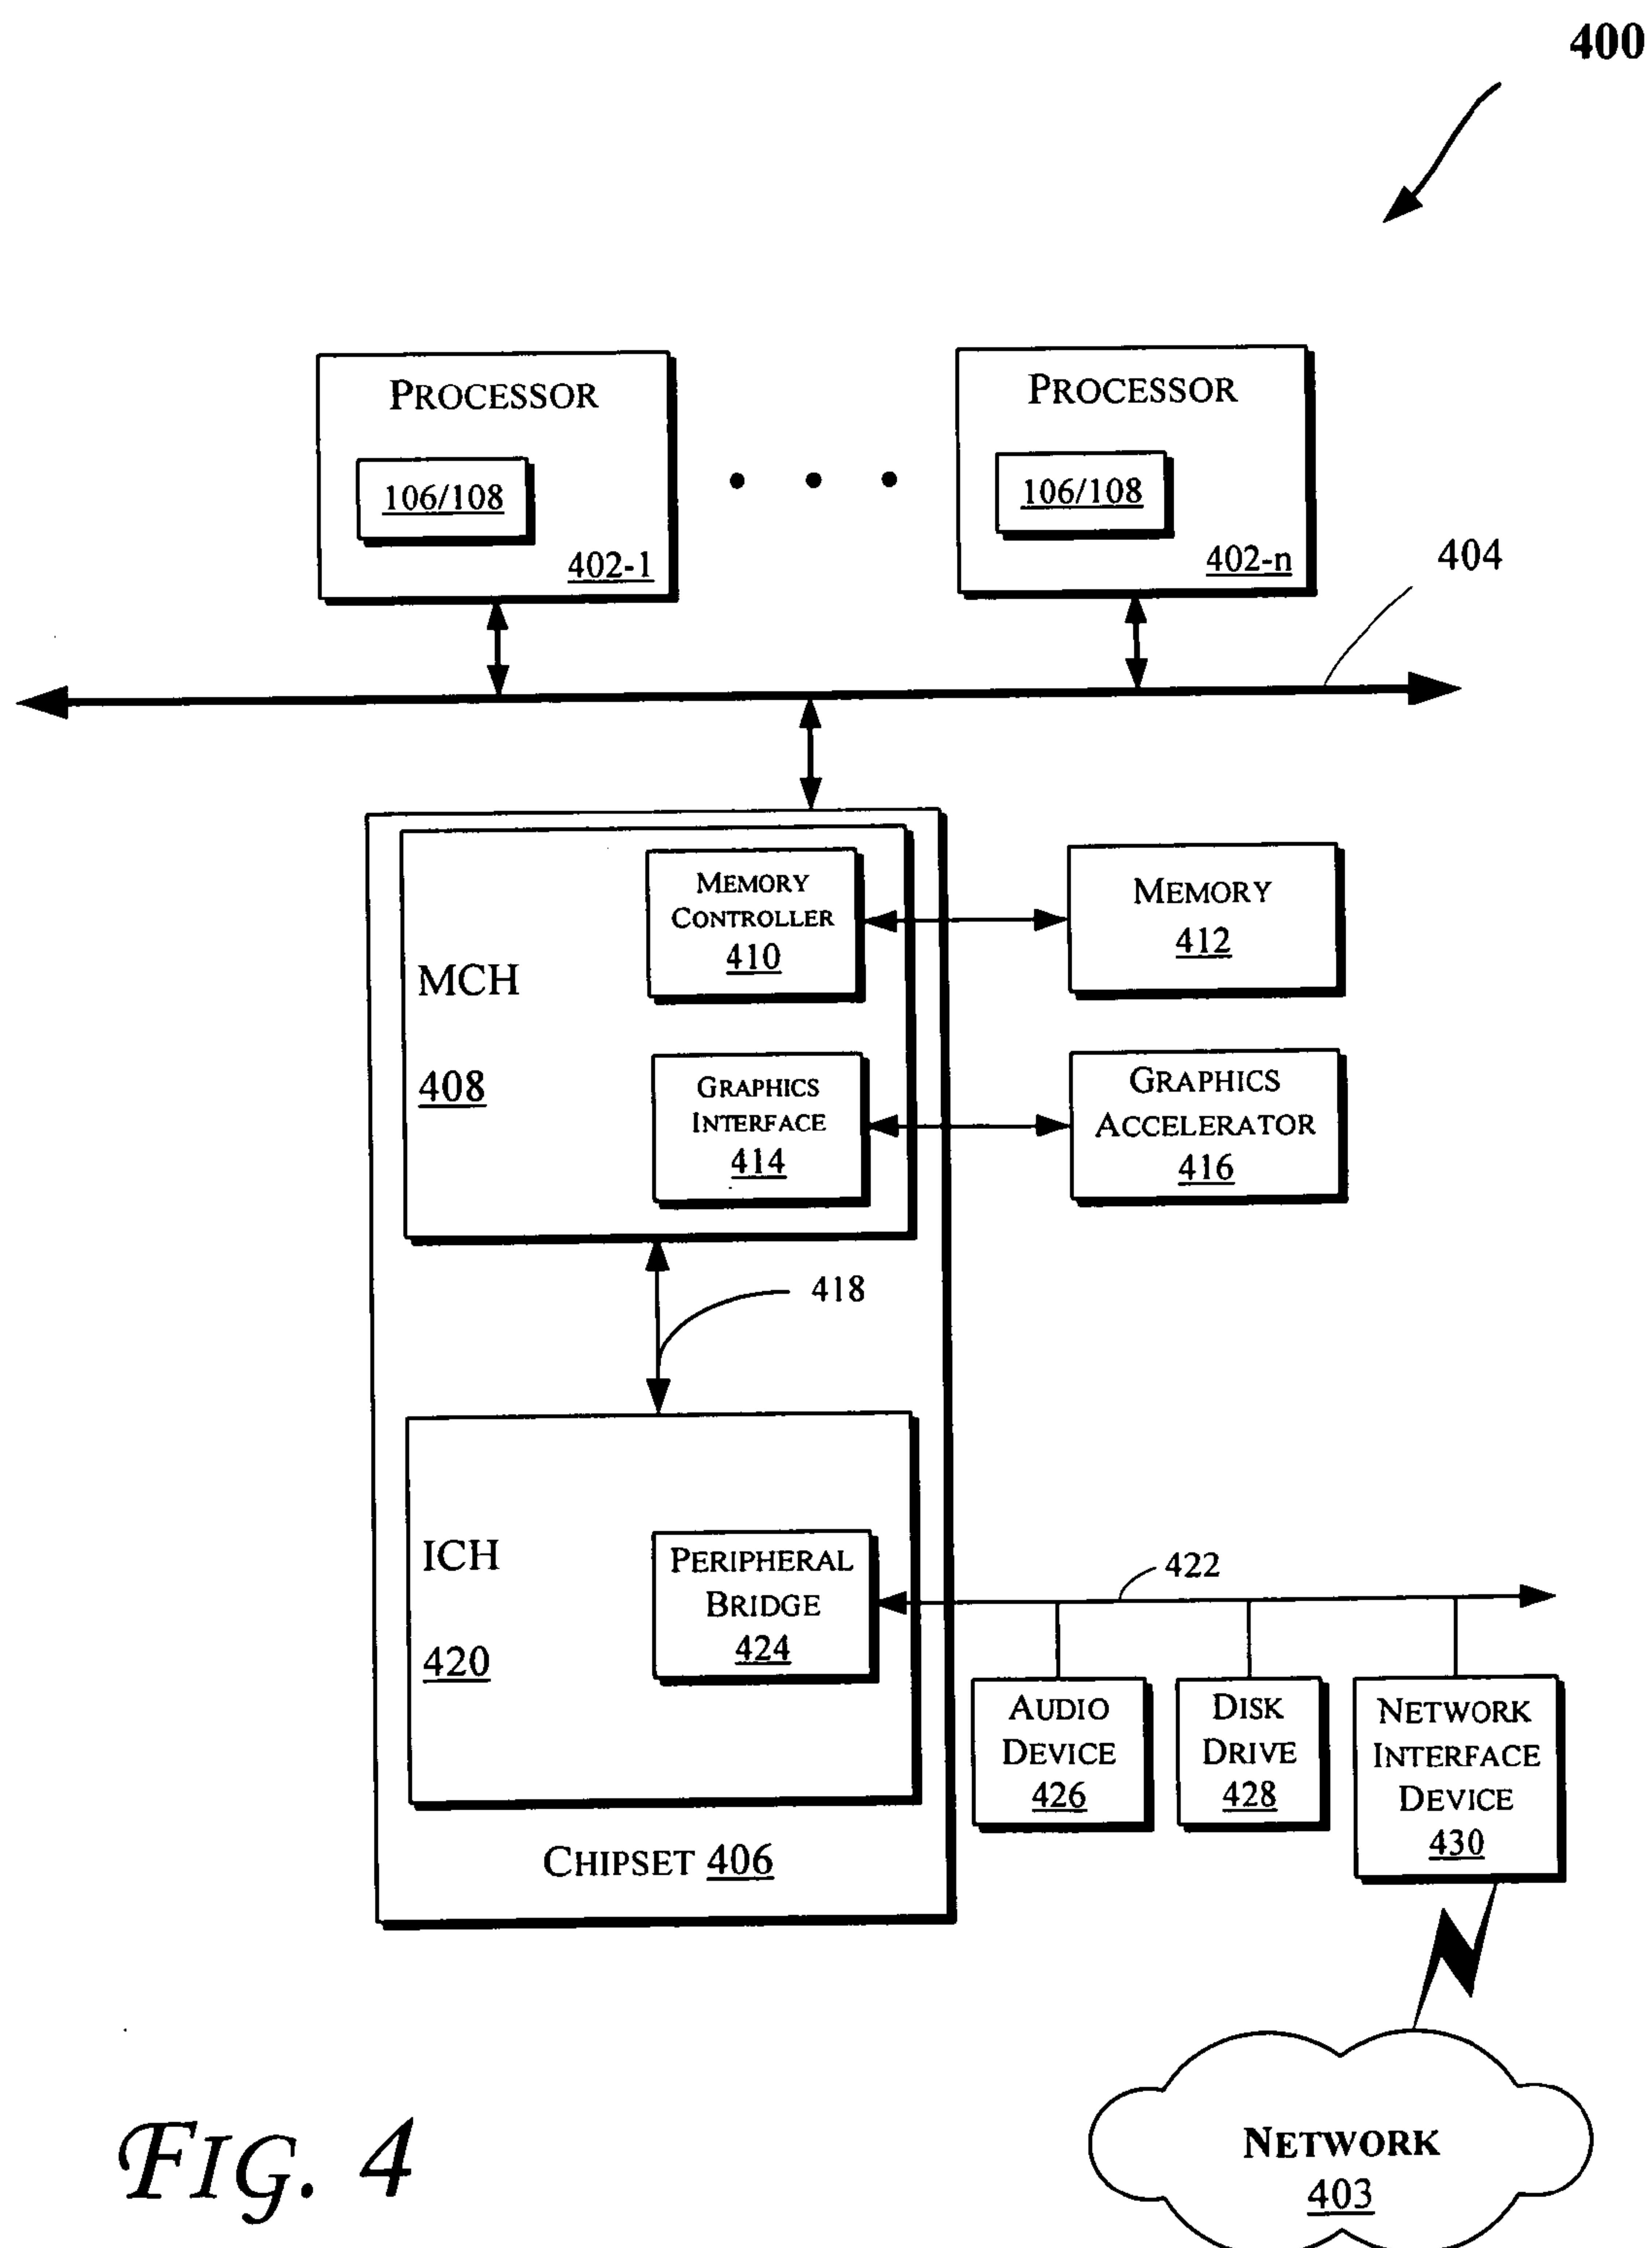 400
PROCESSOR
106/108
402-1
PROCESSOR
106/108
402-n
404
MEMORY
CONTROLLER
410
MEMORY
412
MCH
408
GRAPHICS
INTERFACE
414
GRAPHICS
ACCELERATOR
416
418
ICH
420
PERIPHERAL
BRIDGE
424
422
AUDIO
DEVICE
426
DISK
DRIVE
428
NETWORK
INTERFACE
DEVICE
430
CHIPSET 406
NETWORK
403
FIG. 4